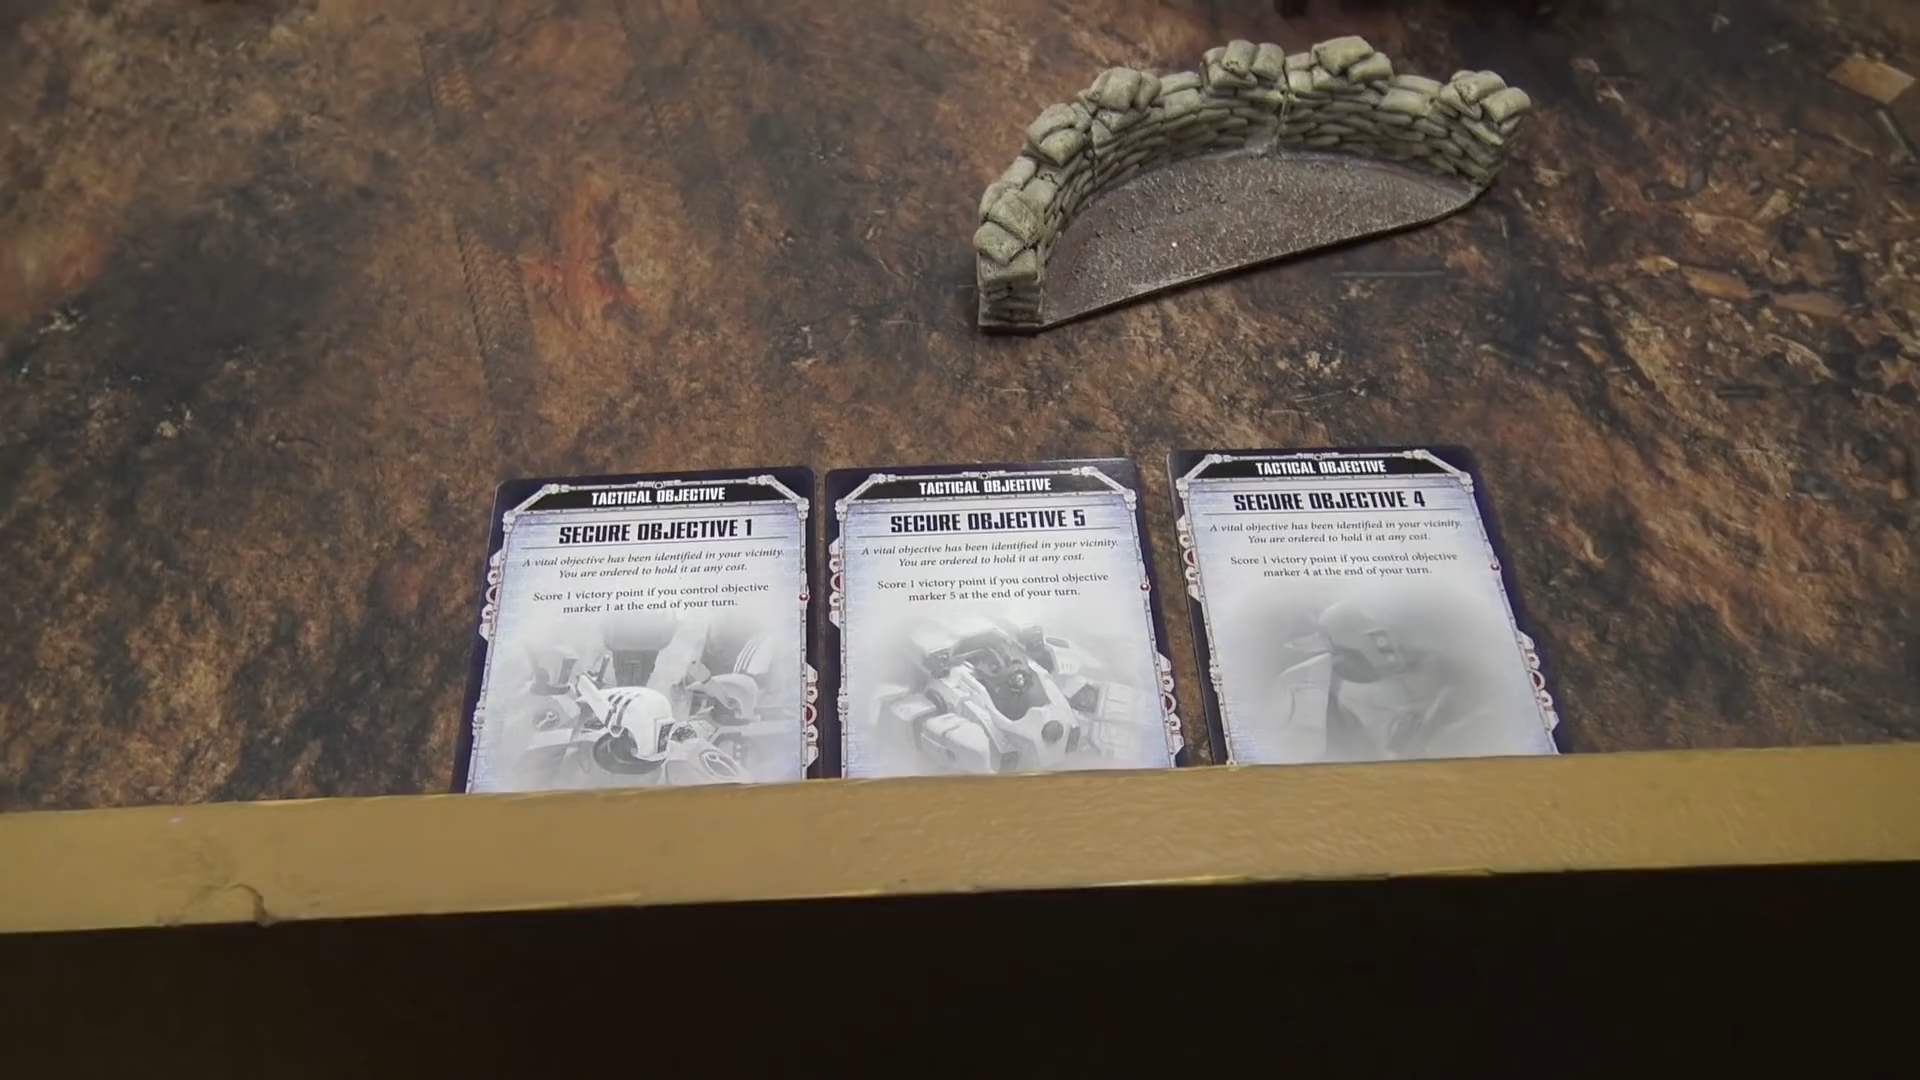 TACTICAL OBJECTIVE
SECURE OBJECTIVE 1
A vital objective has been identified in your vicinity.
You are ordered to hold it at any cost.
Score 1 victory point if you control objective
marker 1 at the end of your turn.
TACTICAL OBJECTIVE
SECURE OBJECTIVE 5
A vital objective has been identified in your vicinity.
You are ordered to hold it at any cost.
Score 1 victory point if you control objective
marker 5 at the end of your turn.
TACTICAL OBJECTIVE
SECURE OBJECTIVE 4
A vital objective has been identified in your vicinity.
You are ordered to hold it at any cost.
Score 1 victory point if you control objective
marker 4 at the end of your turn.